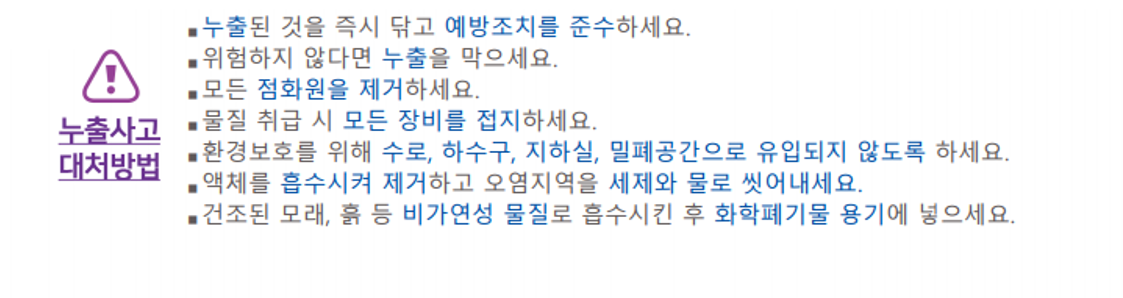 누출사고
대처방법
■ 누출된 것을 즉시 닦고 예방조치를 준수하세요.
■ 위험하지 않다면 누출을 막으세요.
■ 모든 점화원을 제거하세요.
■ 물질 취급 시 모든 장비를 접지하세요.
■ 환경보호를 위해 수로, 하수구, 지하실, 밀폐공간으로 유입되지 않도록 하세요.
■ 액체를 흡수시켜 제거하고 오염지역을 세제와 물로 씻어내세요.
■ 건조된 모래, 흙 등 비가연성 물질로 흡수시킨 후 화학폐기물 용기에 넣으세요.